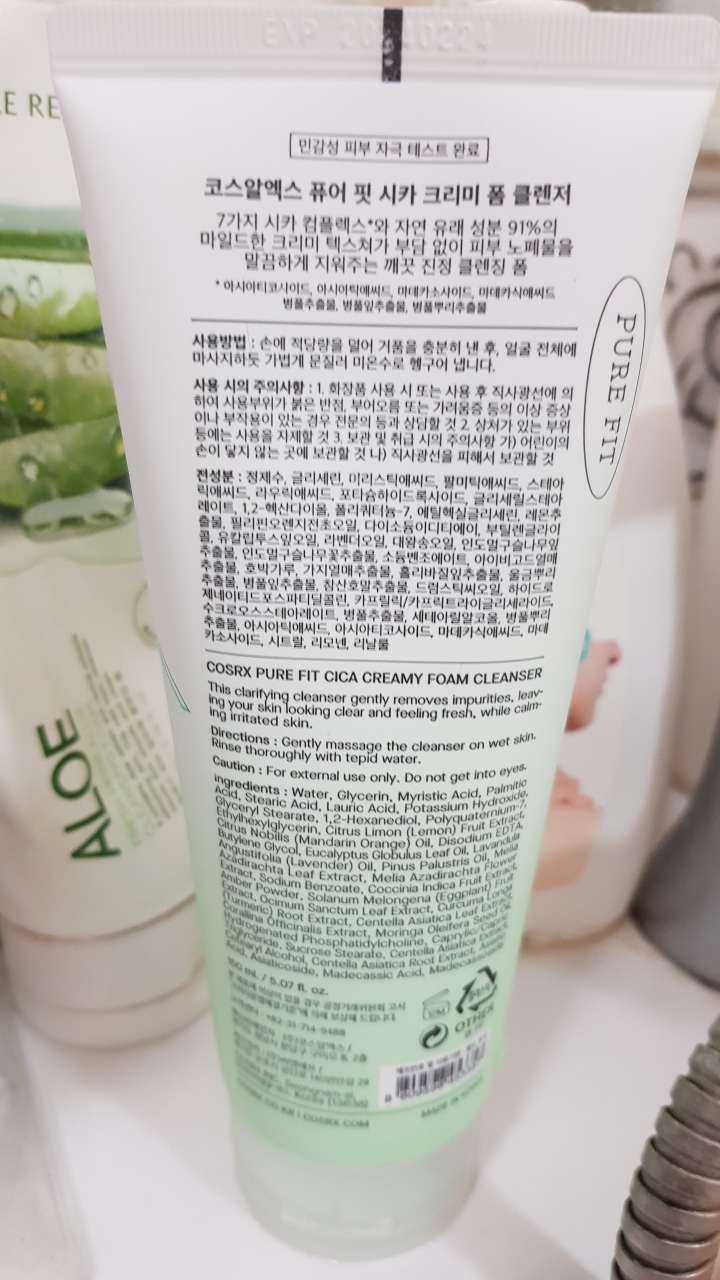 민감성 피부 자극 테스트 완료
코스알엑스 퓨어 핏 시카 크리미 폼 클렌저
7가지 시카 컴플렉스*와 자연 유래 성분 91%의
마일드한 크리미 텍스쳐가 부담 없이 피부 노폐물을
말끔하게 지워주는 깨끗 진정 클렌징 폼
* 아시아티코사이드, 아시아틱애씨드, 마데카소사이드, 마데카식애씨드
병풀추출물, 병풀잎추출물, 병풀뿌리추출물
사용방법 : 손에 적당량을 덜어 거품을 충분히 낸 후, 얼굴 전체에
마사지하듯 가볍게 문질러 미온수로 헹구어 냅니다.
사용 시의 주의사항 : 1. 화장품 사용 시 또는 사용 후 직사광선에 의
하여 사용부위가 붉은 반점, 부어오름 또는 가려움증 등의 이상 증상
이나 부작용이 있는 경우 전문의 등과 상담할 것 2. 상처가 있는 부위
등에는 사용을 자제할 것 3. 보관 및 취급 시의 주의사항 가) 어린이의
손이 닿지 않는 곳에 보관할 것 나) 직사광선을 피해서 보관할 것
전성분 : 정제수, 글리세린, 미리스틱애씨드, 팔미틱애씨드, 스테아
릭애씨드, 라우릭애씨드, 포타슘하이드록사이드, 글리세릴스테아
레이트, 1,2-헥산다이올, 폴리쿼터늄-7, 에틸헥실글리세린, 레몬추
출물, 필리핀오렌지전초오일, 다이소듐이디티에이, 부틸렌글라이
콜, 유칼립투스잎오일, 라벤더오일, 대왕송오일, 인도멀구슬나무잎
추출물, 인도멀구슬나무꽃추출물, 소듐벤조에이트, 아이비고드열매
추출물, 호박가루, 가지열매추출물, 홀리바질잎추출물, 울금뿌리
추출물, 병풀잎추출물, 참산호말추출물, 드럼스틱씨오일, 하이드로
제네이티드포스파티딜콜린, 카프릴릭/카프릭트라이글리세라이드,
수크로오스스테아레이트, 병풀추출물, 세테아릴알코올, 병풀뿌리
추출물, 아시아틱애씨드, 아시아티코사이드, 마데카식애씨드, 마데
카소사이드, 시트랄, 리모넨, 리날룰
PURE FIT
COSRX PURE FIT CICA CREAMY FOAM CLEANSER
This clarifying cleanser gently removes impurities, leav-
ing your skin looking clear and feeling fresh, while calm-
ing irritated skin.
Directions : Gently massage the cleanser on wet skin.
Rinse thoroughly with tepid water.
Caution : For external use only. Do not get into eyes.
Ingredients : Water, Glycerin, Myristic Acid, Palmitic
Acid, Stearic Acid, Lauric Acid, Potassium Hydroxide,
Glyceryl Stearate, 1,2-Hexanediol, Polyquaternium-7,
Ethylhexylglycerin, Citrus Limon (Lemon) Fruit Extract,
Citrus Nobilis (Mandarin Orange) Oil, Disodium EDTA,
Butylene Glycol, Eucalyptus Globulus Leaf Oil, Lavandula
Angustifolia (Lavender) Oil, Pinus Palustris Oil, Melia
Azadirachta Leaf Extract, Melia Azadirachta Flower
Extract, Sodium Benzoate, Coccinia Indica Fruit Extract,
Amber Powder, Solanum Melongena (Eggplant) Fruit
Extract, Ocimum Sanctum Leaf Extract, Curcuma Longa
(Turmeric) Root Extract, Centella Asiatica Leaf Extract,
Corallina Officinalis Extract, Moringa Oleifera Seed Oil,
Hydrogenated Phosphatidylcholine, Caprylic/Capric
Triglyceride, Sucrose Stearate, Centella Asiatica Extract,
Cetearyl Alcohol, Centella Asiatica Root Extract, Asiatic
Acid, Asiaticoside, Madecassic Acid, Madecassoside
150 mL / 5.07 fl. oz.
12M
OTHER
+82-31-714-9488
COSRX.COM
MADE IN KOREA
ALOE